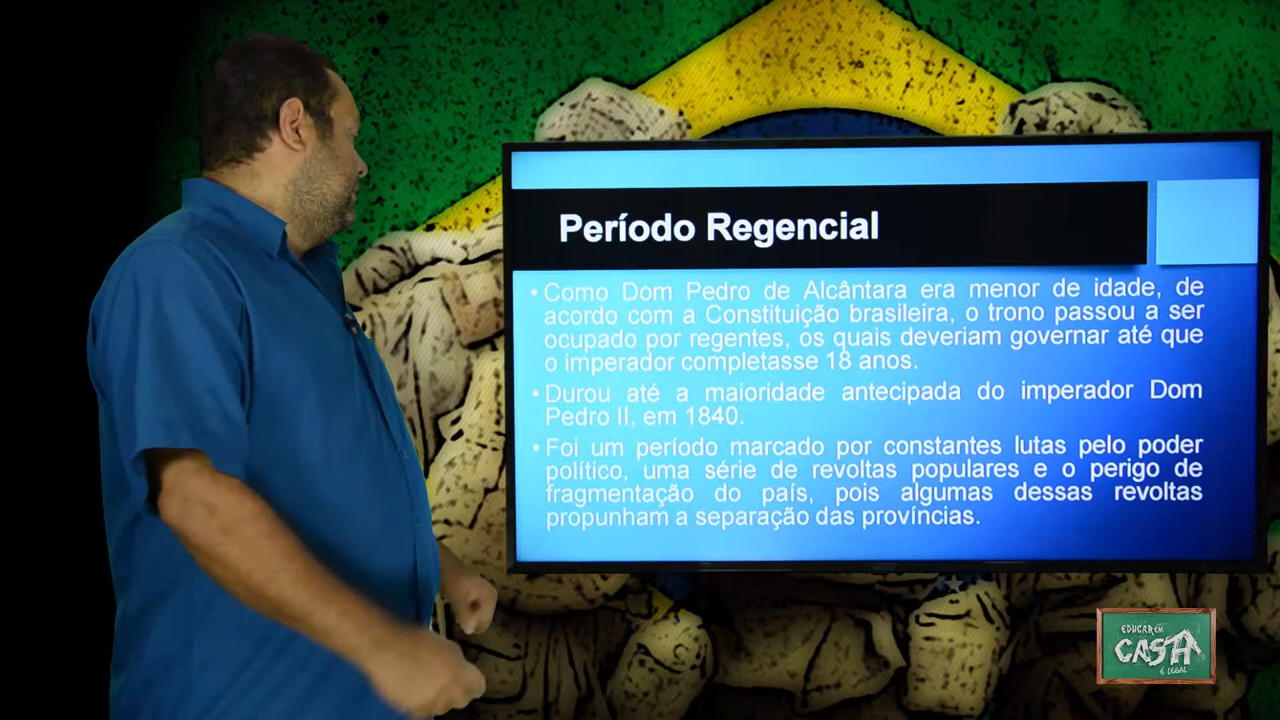 Período Regencial
• Como Dom Pedro de Alcântara era menor de idade, de
acordo com a Constituição brasileira, o trono passou a ser
ocupado por regentes, os quais deveriam governar até que
o imperador completasse 18 anos.
• Durou até a maioridade antecipada do imperador Dom
Pedro II, em 1840.
• Foi um período marcado por constantes lutas pelo poder
político, uma série de revoltas populares e o perigo de
fragmentação do país, pois algumas dessas revoltas
propunham a separação das províncias.
EDUCAR EM
CASA
É LEGAL